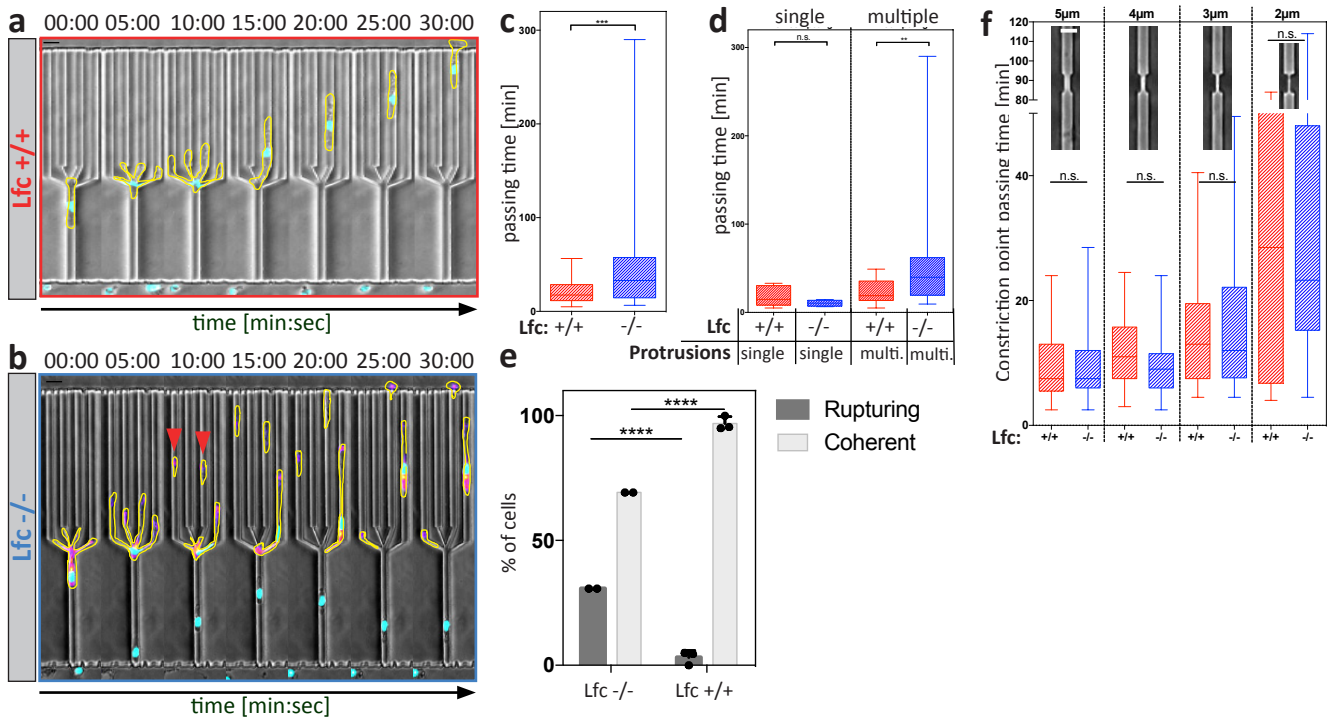 a
00:00 05:00 10:00 15:00 20:00 25:00 30:00
Lfc +/+
time [min:sec]
b
00:00 05:00 10:00 15:00 20:00 25:00 30:00
Lfc -/-
time [min:sec]
c
passing time [min]
300
200
100
0
***
Lfc: +/+ -/-
d
single multiple
passing time [min]
300
200
100
0
n.s. **
Lfc +/+ -/- +/+ -/-
Protrusions single single multi. multi.
e
% of cells
100
50
0
****
****
Rupturing
Coherent
Lfc -/- Lfc +/+
f
5µm 4µm 3µm 2µm
Constriction point passing time [min]
120
110
100
90
80
40
20
0
n.s.
n.s. n.s. n.s.
Lfc: +/+ -/- +/+ -/- +/+ -/- +/+ -/-